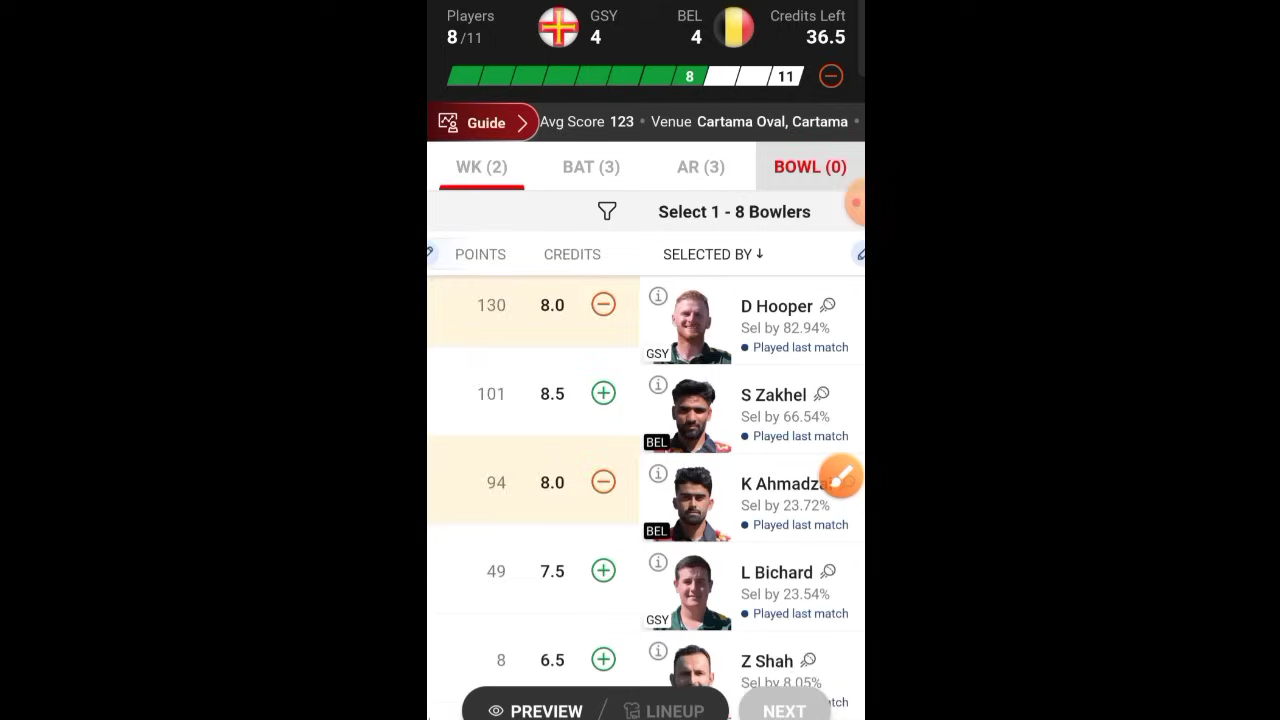 Players GSY BEL Credits Left
8/11 4 4 36.5
8 11
Guide Avg Score 123 • Venue Cartama Oval, Cartama •
WK (2) BAT (3) AR (3) BOWL (0)
Select 1 - 8 Bowlers
POINTS CREDITS SELECTED BY ↓
130 8.0 D Hooper
Sel by 82.94%
GSY Played last match
101 8.5 S Zakhel
Sel by 66.54%
BEL Played last match
94 8.0 K Ahmadza
Sel by 23.72%
BEL Played last match
49 7.5 L Bichard
Sel by 23.54%
GSY Played last match
8 6.5 Z Shah
Sel by 8.05%
PREVIEW / LINEUP NEXT